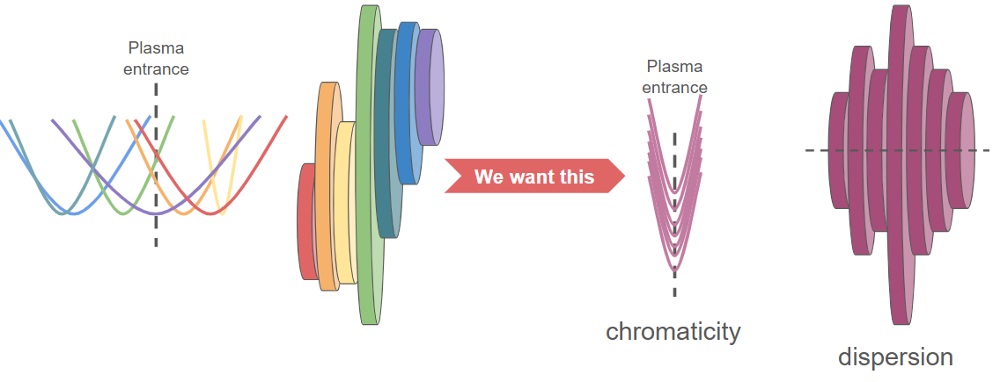 Plasma
entrance
We want this
Plasma
entrance
chromaticity
dispersion